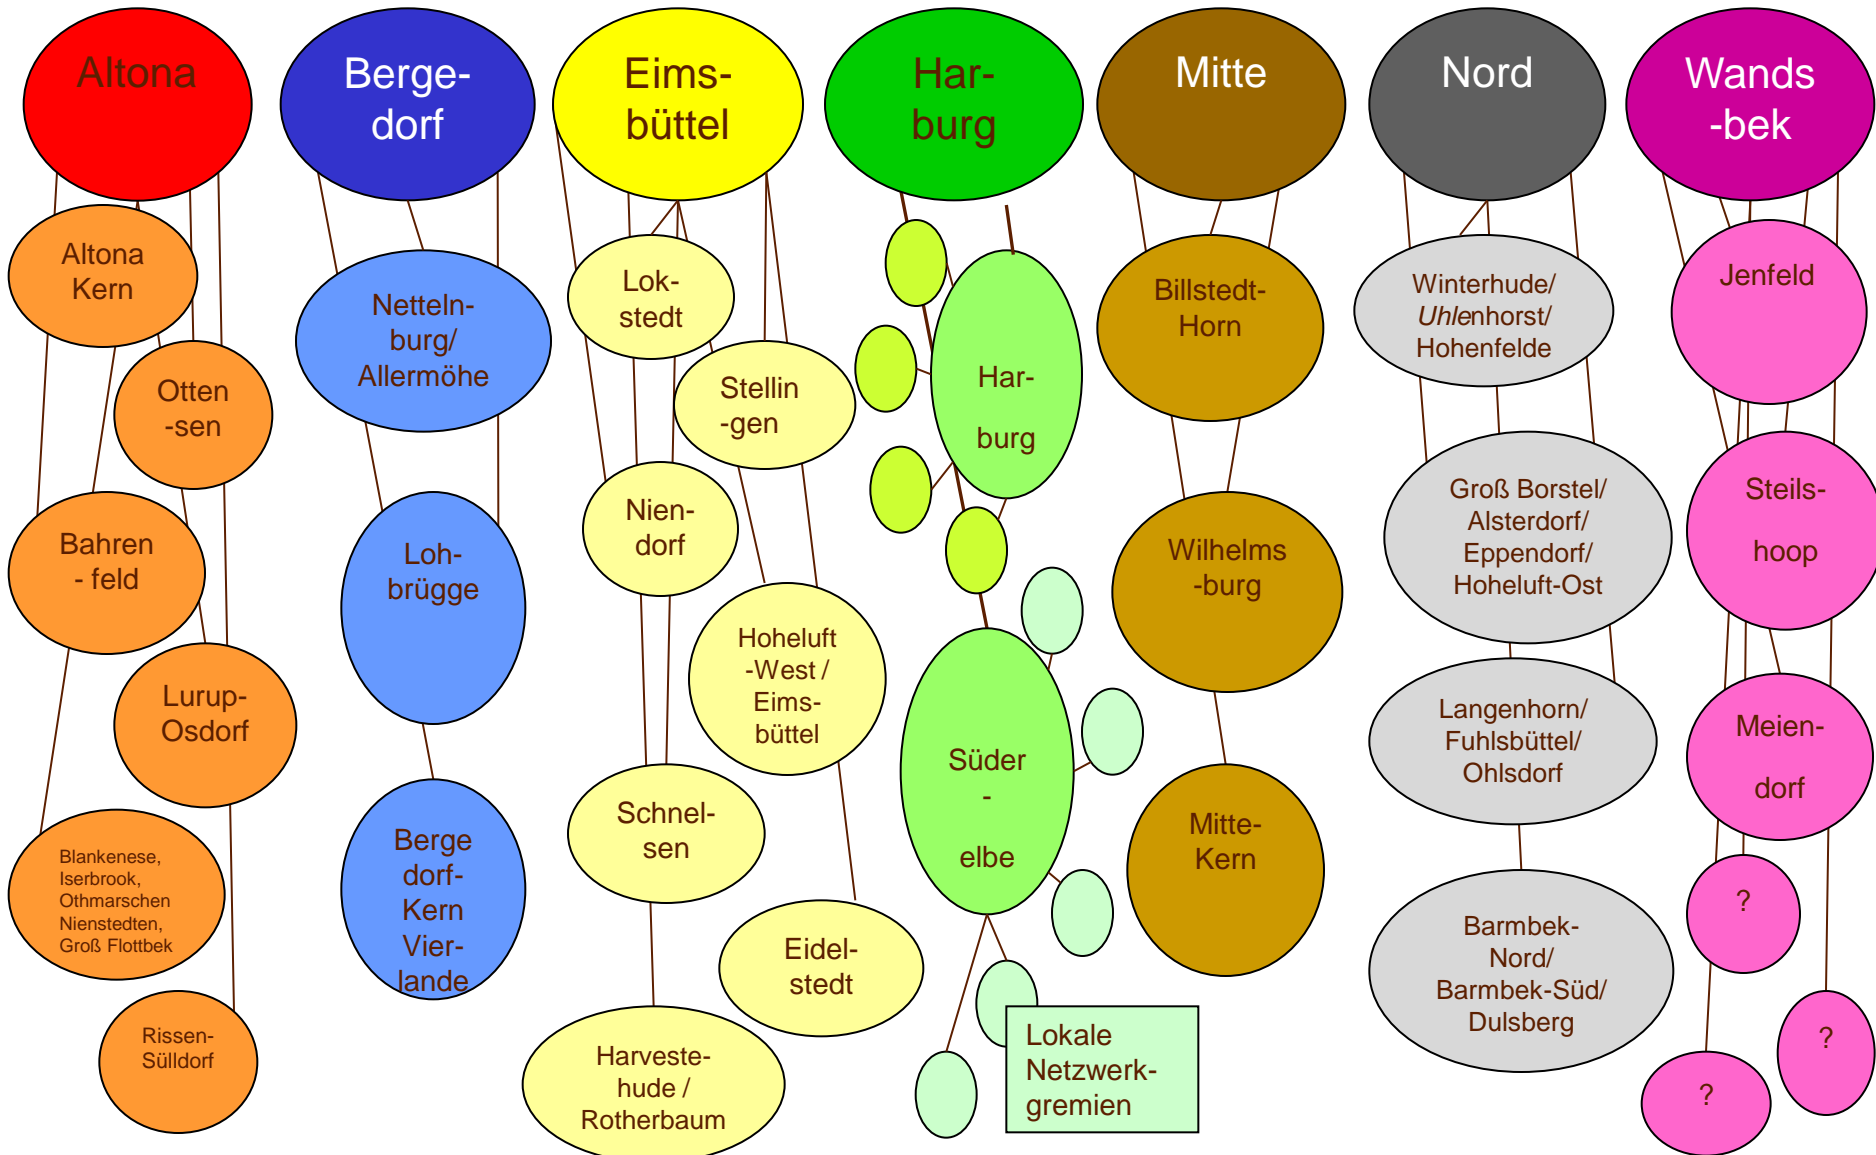 Altona
Berge-
dorf
Eims-
büttel
Har-
burg
Mitte
Nord
Wands
-bek
Altona
Kern
Otten
-sen
Bahren
- feld
Lurup-
Osdorf
Blankenese,
Iserbrook,
Othmarschen
Nienstedten,
Groß Flottbek
Rissen-
Sülldorf
Netteln-
burg/
Allermöhe
Loh-
brügge
Berge
dorf-
Kern
Vier-
lande
Lok-
stedt
Stellin
-gen
Nien-
dorf
Hoheluft
-West /
Eims-
büttel
Schnel-
sen
Eidel-
stedt
Harveste-
hude /
Rotherbaum
Har-
burg
Süder
-
elbe
Lokale
Netzwerk-
gremien
Billstedt-
Horn
Wilhelms
-burg
Mitte-
Kern
Winterhude/
Uhlenhorst/
Hohenfelde
Groß Borstel/
Alsterdorf/
Eppendorf/
Hoheluft-Ost
Langenhorn/
Fuhlsbüttel/
Ohlsdorf
Barmbek-
Nord/
Barmbek-Süd/
Dulsberg
Jenfeld
Steils-
hoop
Meien-
dorf
?
?
?